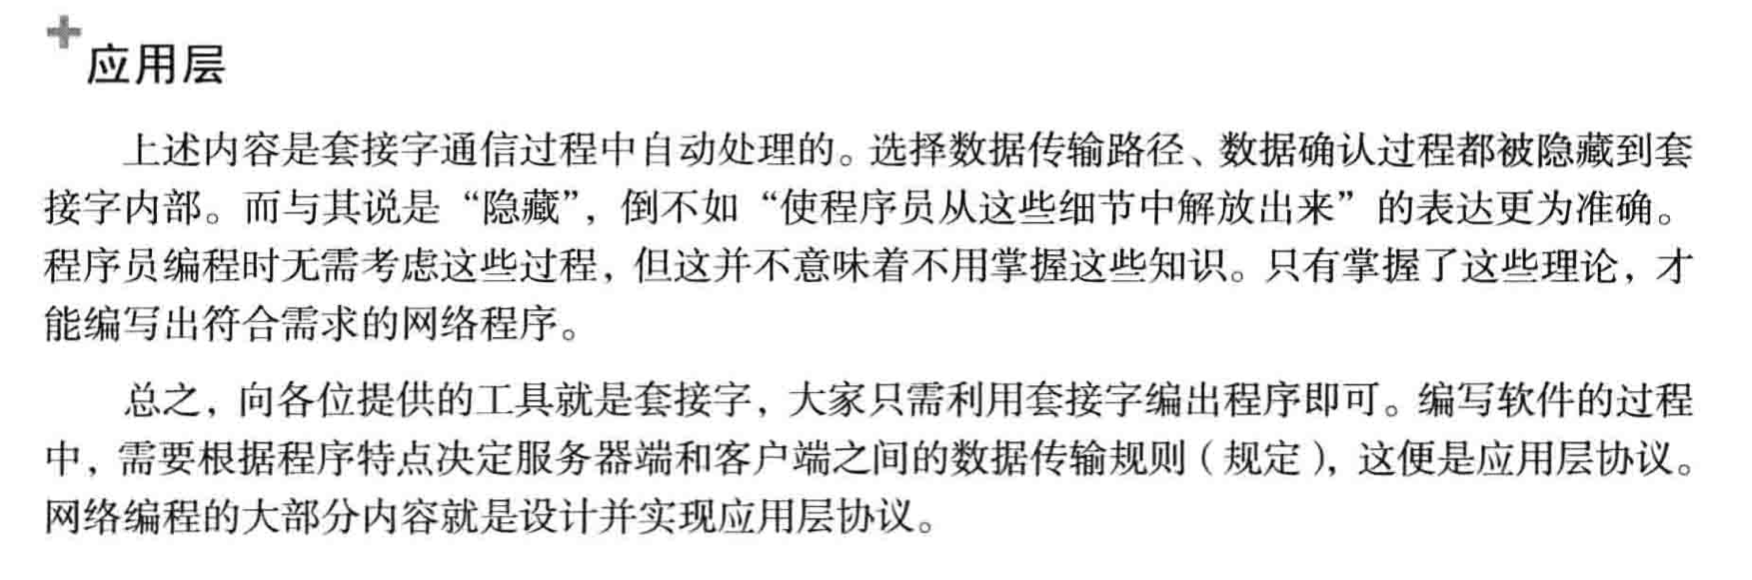 应用层
上述内容是套接字通信过程中自动处理的。选择数据传输路径、数据确认过程都被隐藏到套
接字内部。而与其说是“隐藏”，倒不如“使程序员从这些细节中解放出来”的表达更为准确。
程序员编程时无需考虑这些过程，但这并不意味着不用掌握这些知识。只有掌握了这些理论，才
能编写出符合需求的网络程序。
总之，向各位提供的工具就是套接字，大家只需利用套接字编出程序即可。编写软件的过程
中，需要根据程序特点决定服务器端和客户端之间的数据传输规则（规定），这便是应用层协议。
网络编程的大部分内容就是设计并实现应用层协议。